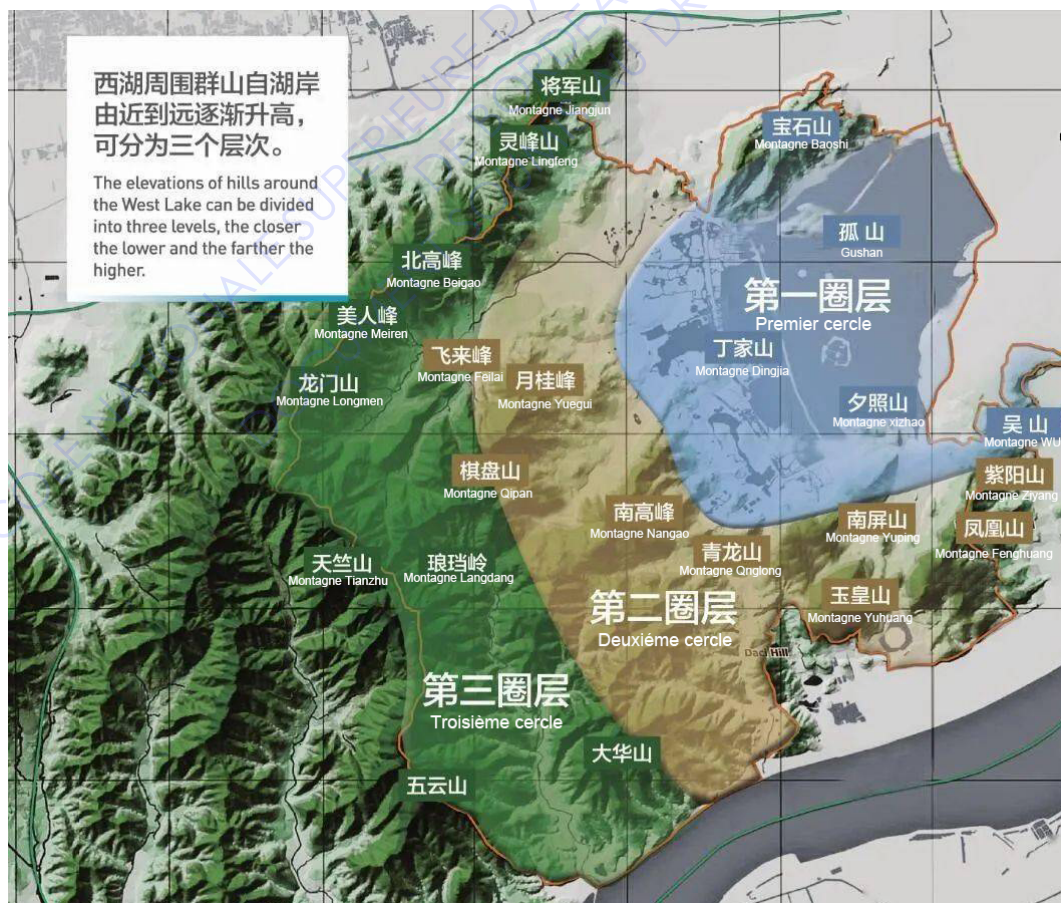 西湖周围群山自湖岸
由近到远逐渐升高，
可分为三个层次。
The elevations of hills around
the West Lake can be divided
into three levels, the closer
the lower and the farther the
higher.
将军山
Montagne Jiangjun
灵峰山
Montagne Lingfeng
宝石山
Montagne Baoshi
孤山
Gushan
北高峰
Montagne Beigao
第一圈层
Premier cercle
美人峰
Montagne Meiren
飞来峰
Montagne Feilai
月桂峰
Montagne Yuegui
丁家山
Montagne Dingjia
龙门山
Montagne Longmen
夕照山
Montagne xizhao
吴山
Montagne WU
棋盘山
Montagne Qipan
紫阳山
Montagne Ziyang
南高峰
Montagne Nangao
南屏山
Montagne Yuping
凤凰山
Montagne Fenghuang
青龙山
Montagne Qnglong
天竺山
Montagne Tianzhu
琅珰岭
Montagne Langdang
玉皇山
Montagne Yuhuang
第二圈层
Deuxiéme cercle
Daci Hill
第三圈层
Troisième cercle
大华山
五云山